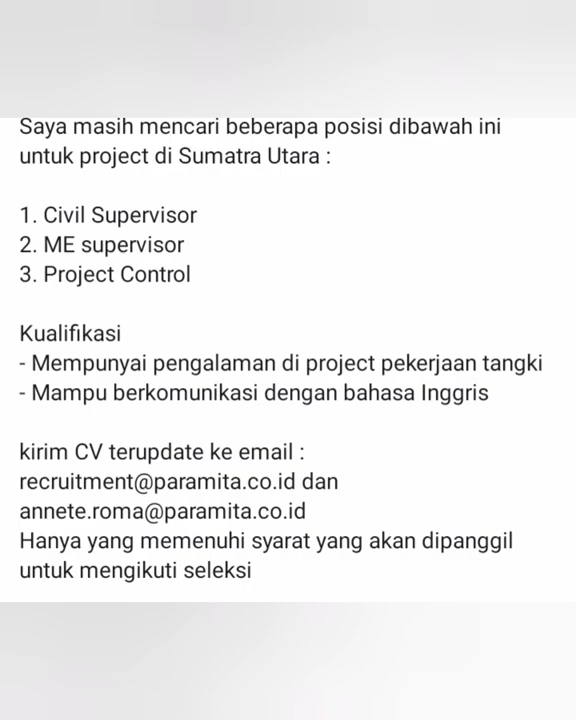 Saya masih mencari beberapa posisi dibawah ini
untuk project di Sumatra Utara :
1. Civil Supervisor
2. ME supervisor
3. Project Control
Kualifikasi
- Mempunyai pengalaman di project pekerjaan tangki
- Mampu berkomunikasi dengan bahasa Inggris
kirim CV terupdate ke email :
recruitment@paramita.co.id dan
annete.roma@paramita.co.id
Hanya yang memenuhi syarat yang akan dipanggil
untuk mengikuti seleksi